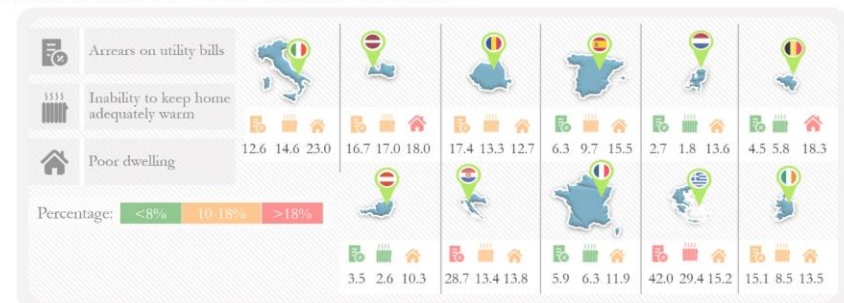 Arrears on utility bills
Inability to keep home
adequately warm
Poor dwelling
Percentage: <8% 10-18% >18%
12.6 14.6 23.0
16.7 17.0 18.0
17.4 13.3 12.7
6.3 9.7 15.5
2.7 1.8 13.6
4.5 5.8 18.3
3.5 2.6 10.3
28.7 13.4 13.8
5.9 6.3 11.9
42.0 29.4 15.2
15.1 8.5 13.5